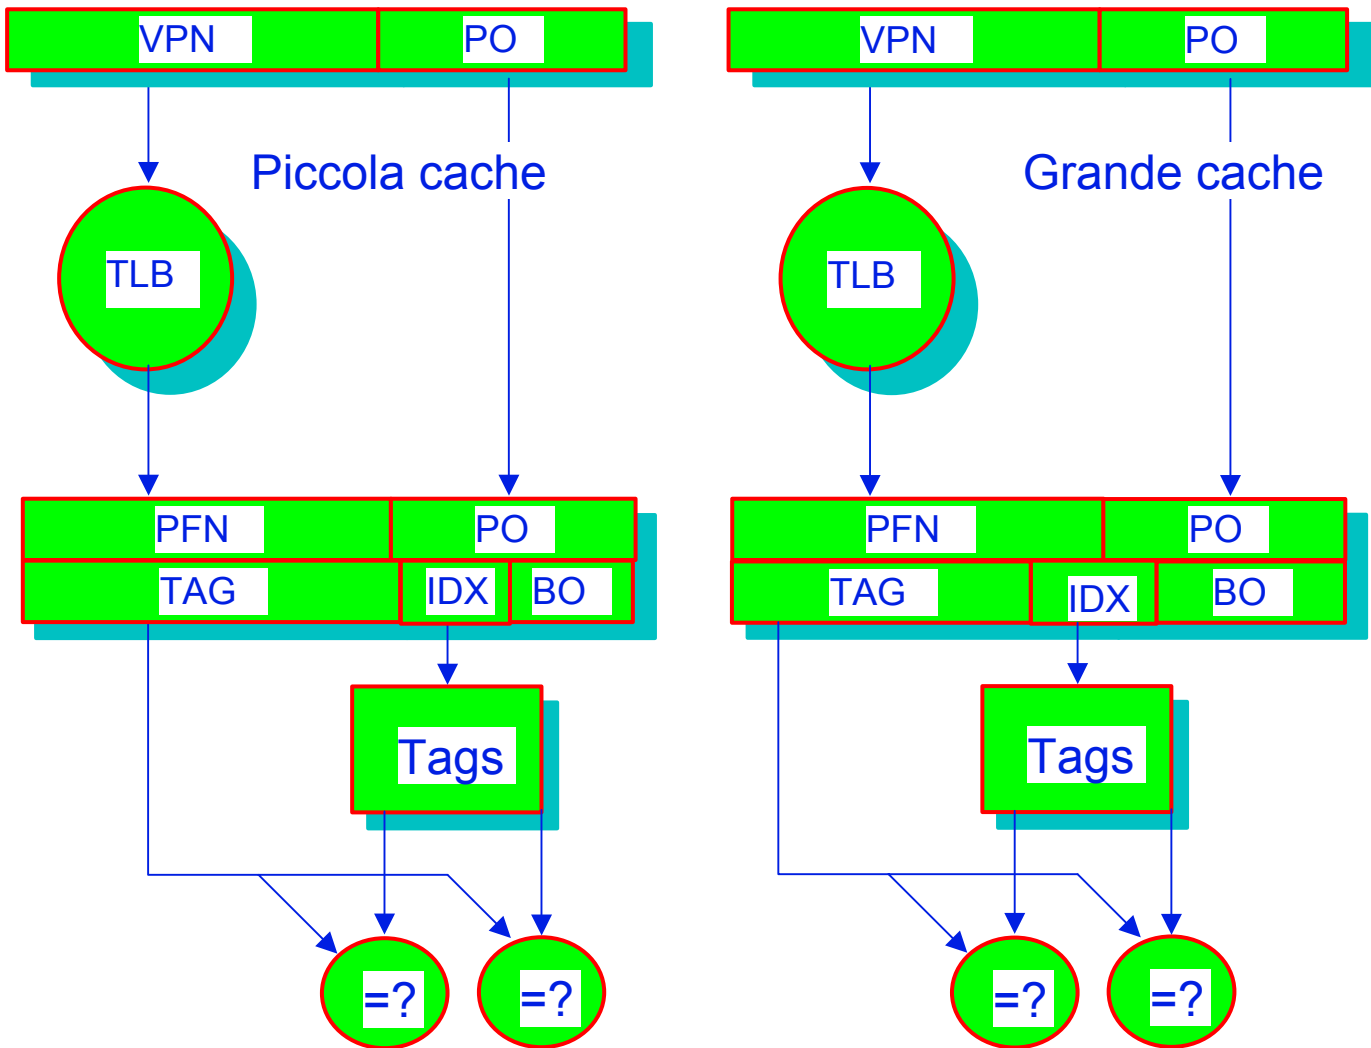 VPN PO
Piccola cache
TLB
PFN PO
TAG IDX BO
Tags
=? =?
VPN PO
Grande cache
TLB
PFN PO
TAG IDX BO
Tags
=? =?